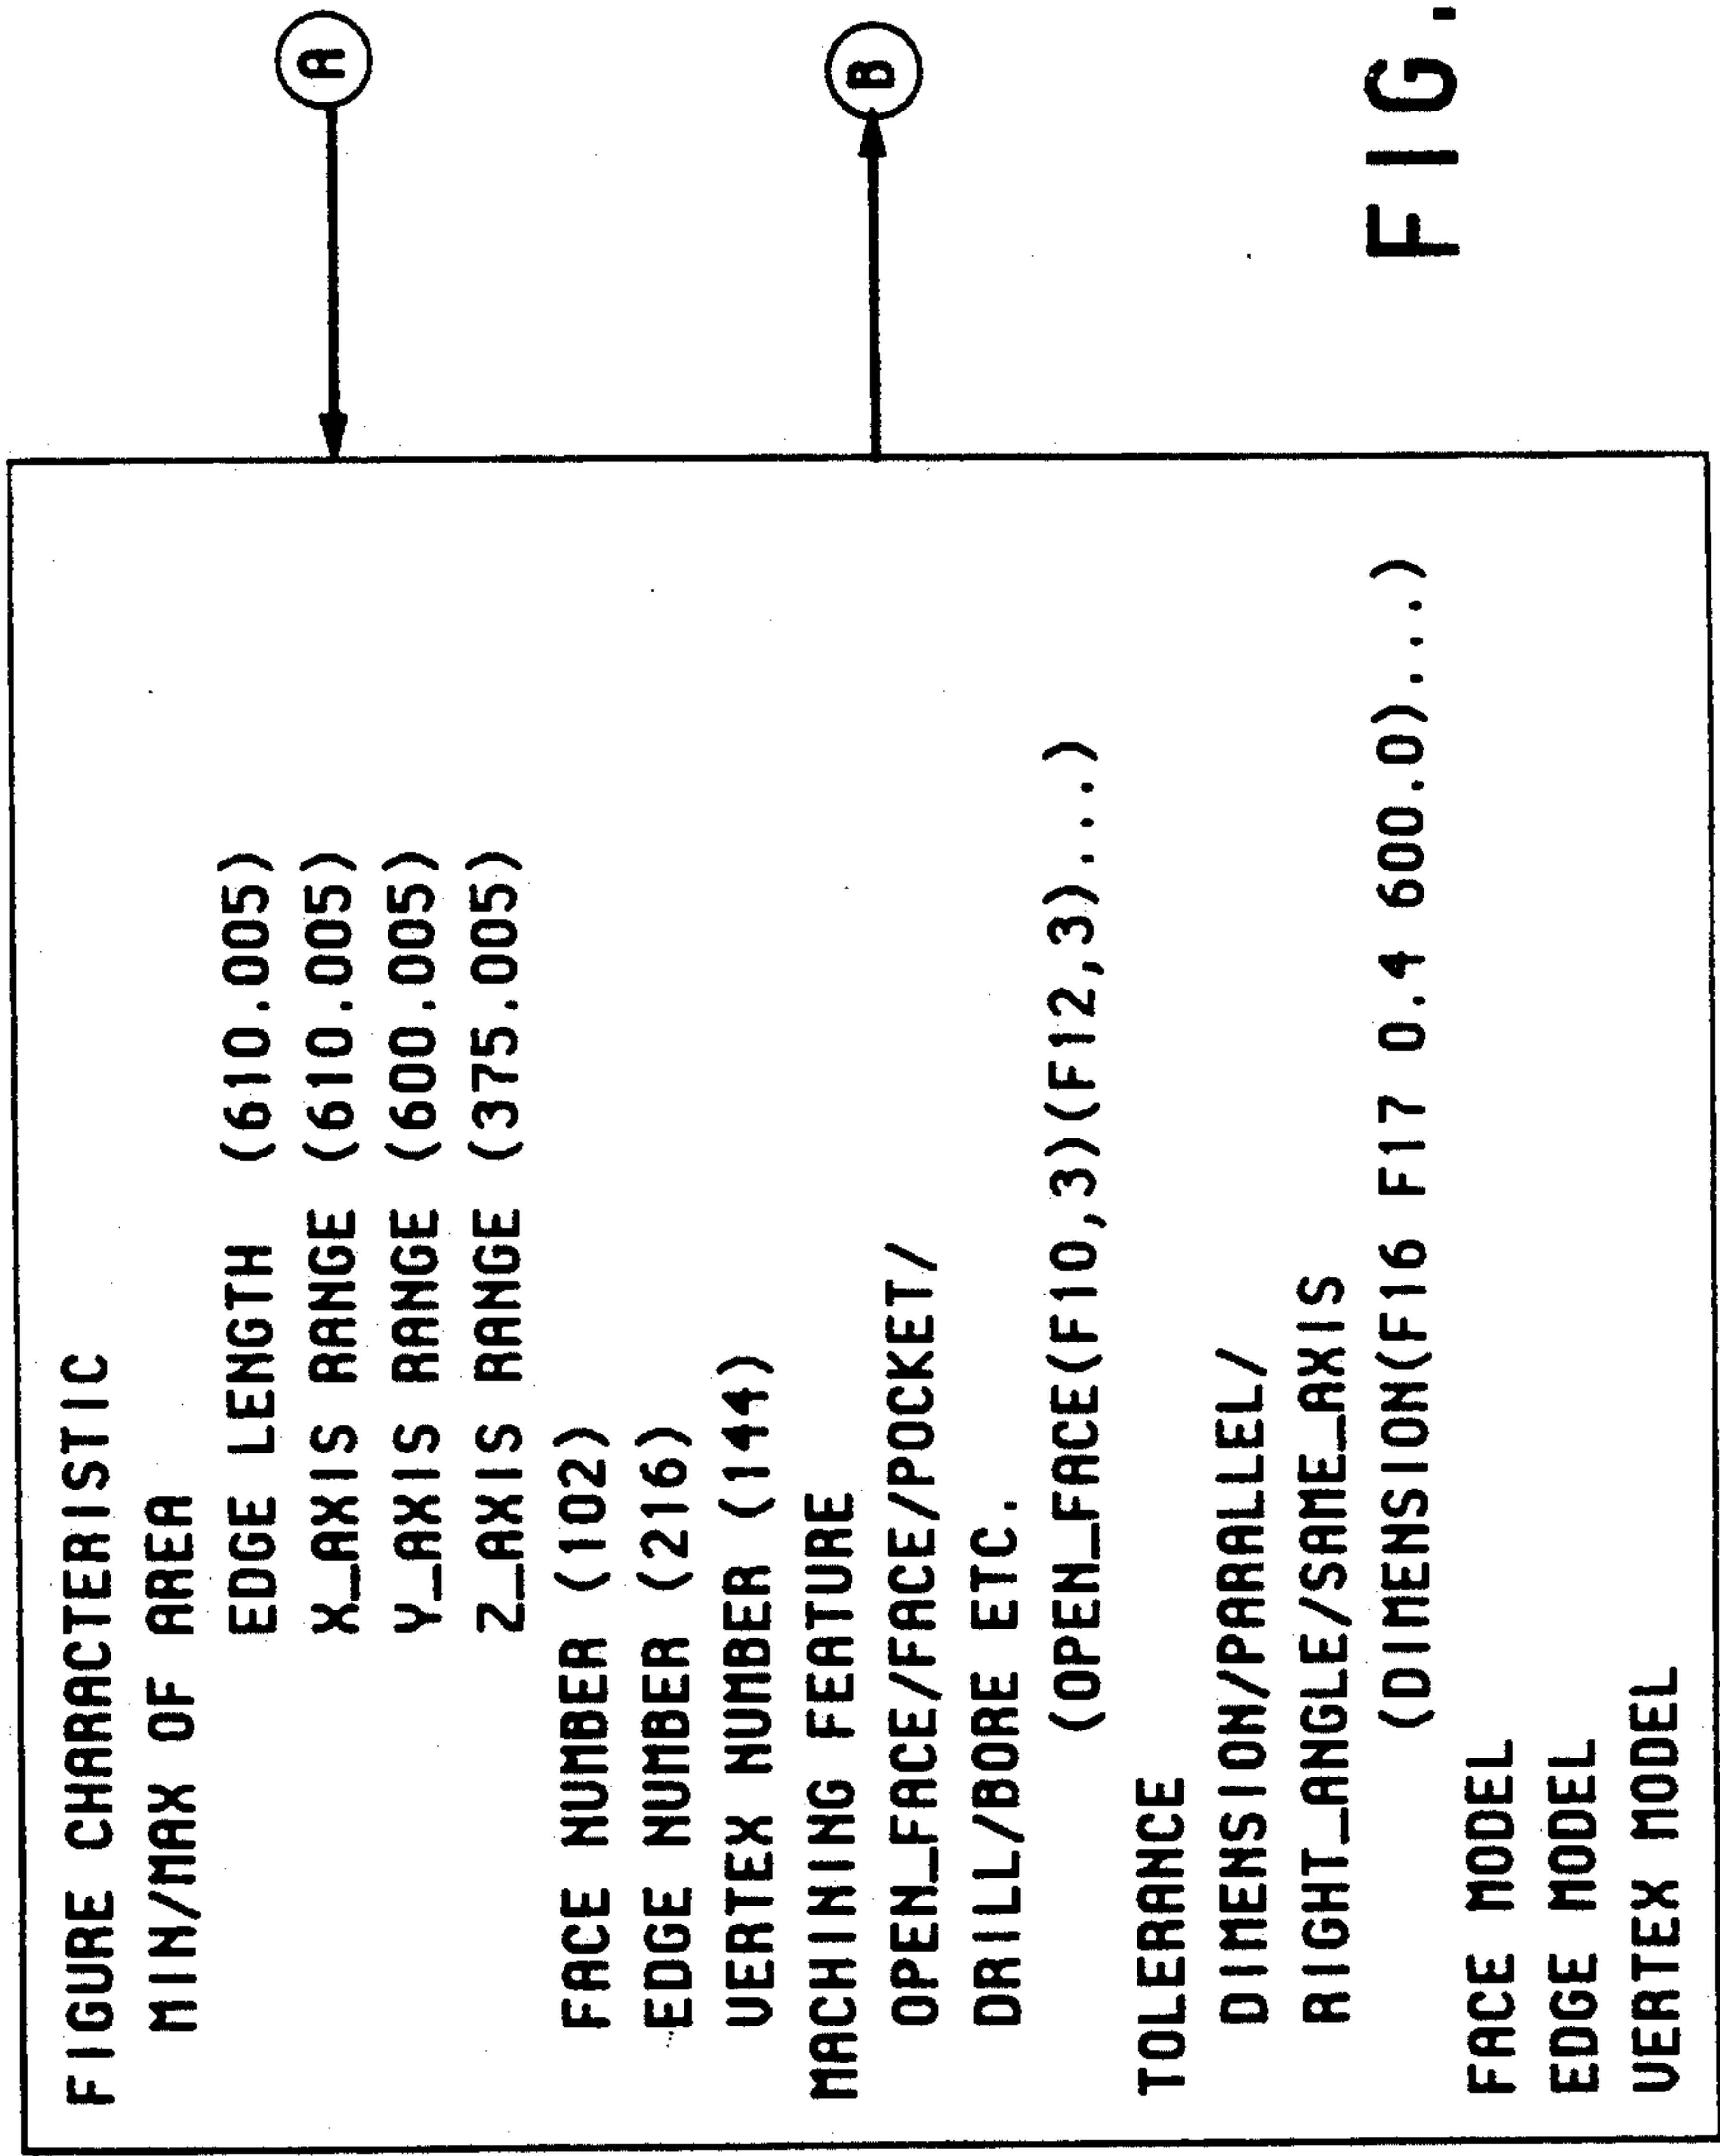 FIGURE CHARACTERISTIC
MIN/MAX OF AREA
EDGE LENGTH (610.005)
X_AXIS RANGE (610.005)
Y_AXIS RANGE (600.005)
Z_AXIS RANGE (375.005)
FACE NUMBER (102)
EDGE NUMBER (216)
VERTEX NUMBER (144)
MACHINING FEATURE
OPEN_FACE/FACE/POCKET/
DRILL/BORE ETC.
(OPEN_FACE(F10,3)(F12,3)...)
TOLERANCE
DIMENSION/PARALLEL/
RIGHT_ANGLE/SAME_AXIS
(DIMENSION(F16 F17 0.4 600.0)...)
FACE MODEL
EDGE MODEL
VERTEX MODEL
A
B
FIG.